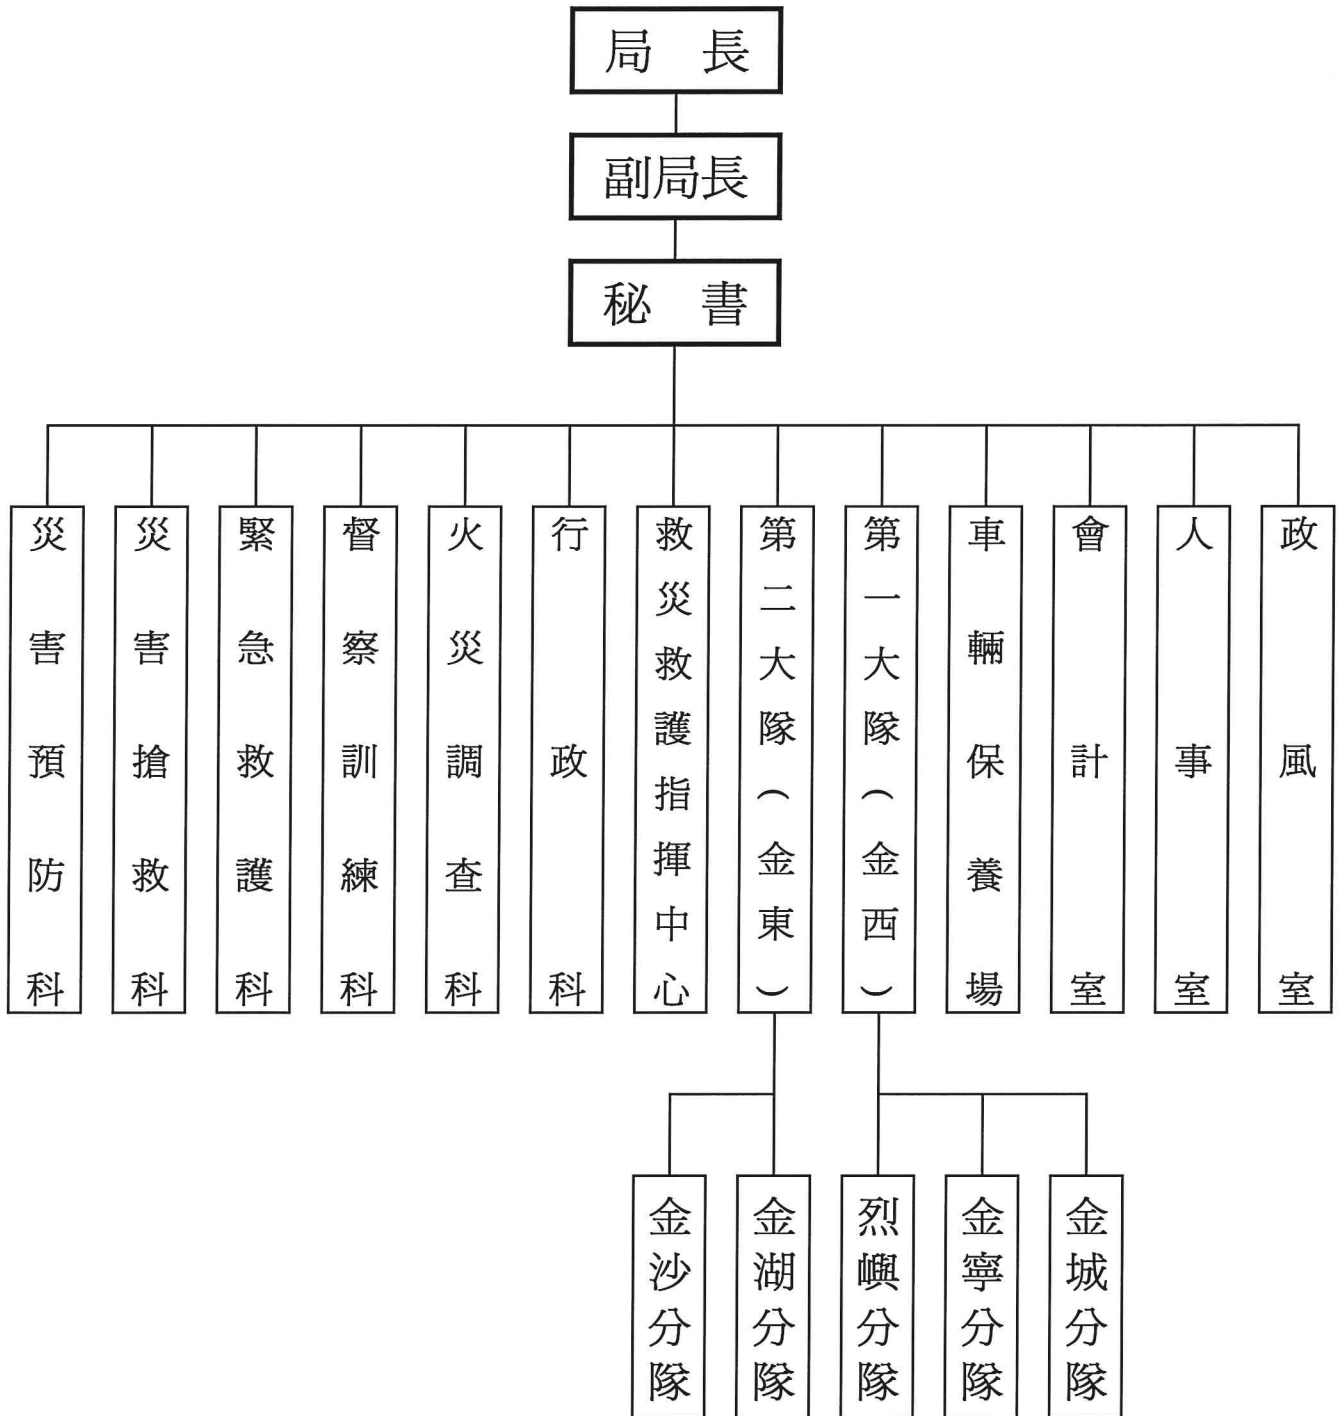 局長
副局長
秘書
災害預防科
災害搶救科
緊急救護科
督察訓練科
火災調查科
行政科
救災救護指揮中心
第二大隊(金東)
第一大隊(金西)
車輛保養場
會計室
人事室
政風室
金沙分隊
金湖分隊
烈嶼分隊
金寧分隊
金城分隊